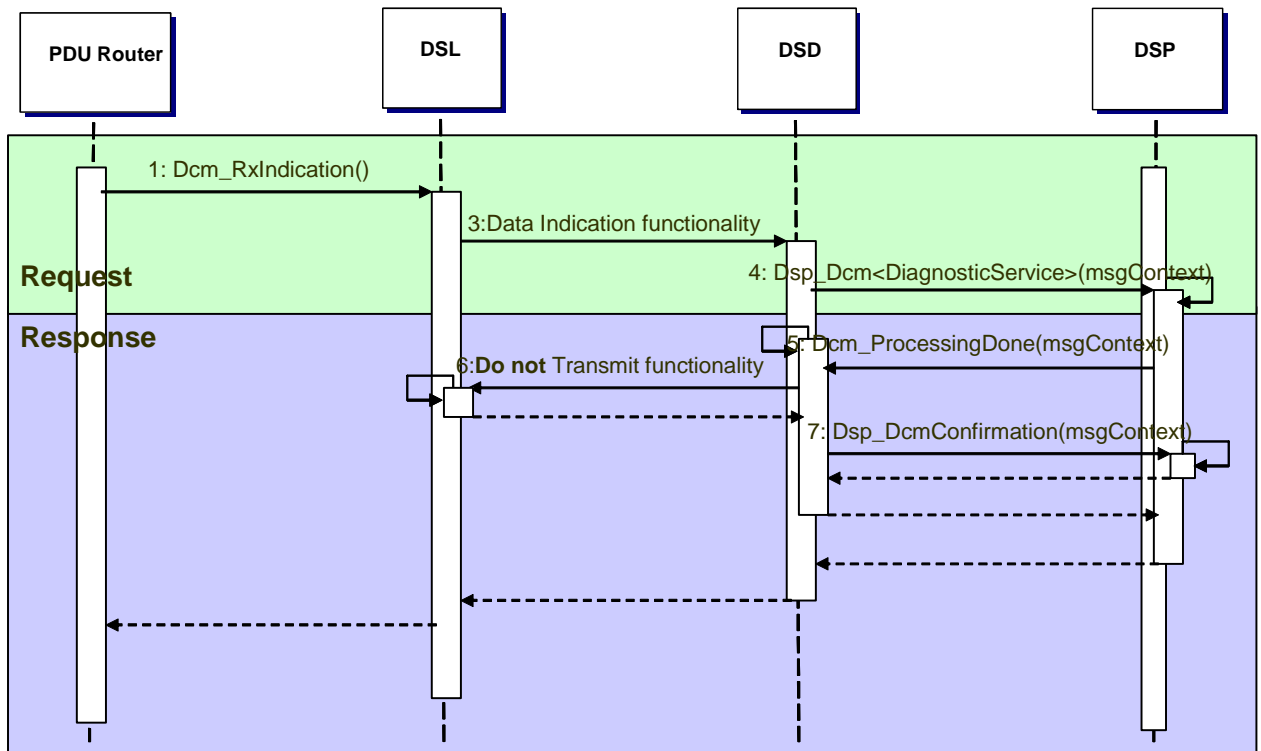 PDU Router
DSL
DSD
DSP
1: Dcm_RxIndication()
3:Data Indication functionality
4: Dsp_Dcm<DiagnosticService>(msgContext)
Request
Response
5: Dcm_ProcessingDone(msgContext)
6:Do not Transmit functionality
7: Dsp_DcmConfirmation(msgContext)